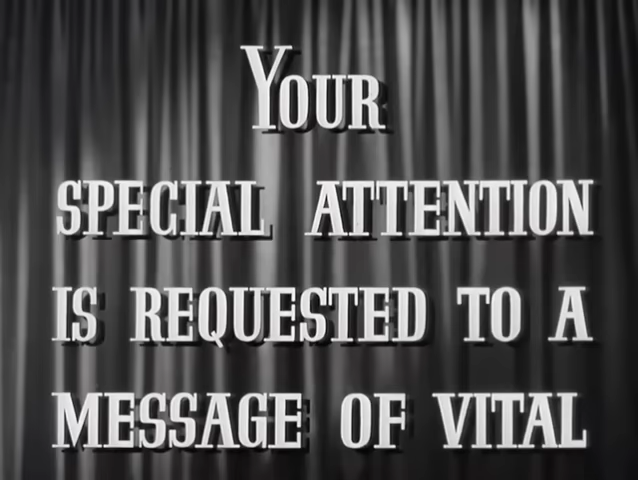 YOUR
SPECIAL ATTENTION
IS REQUESTED TO A
MESSAGE OF VITAL